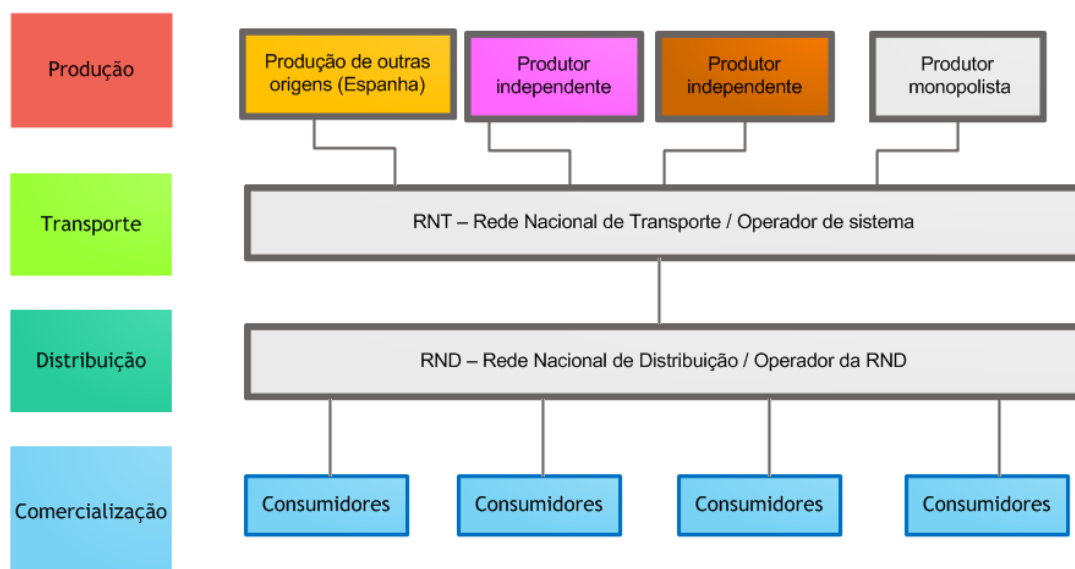 Produção
Produção de outras
origens (Espanha)
Produtor
independente
Produtor
independente
Produtor
monopolista
Transporte
RNT – Rede Nacional de Transporte / Operador de sistema
Distribuição
RND – Rede Nacional de Distribuição / Operador da RND
Comercialização
Consumidores
Consumidores
Consumidores
Consumidores